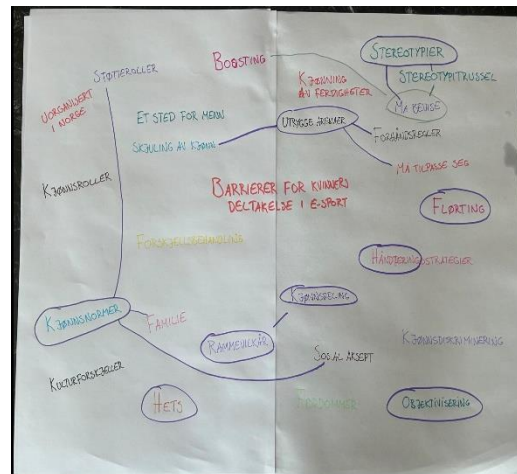 STØTTEROLLER
BOOSTING
STEREOTYPIER
STEREOTYPITRUSSEL
UORGANISERT
I NORGE
KJØNNING
AV FERDIGHETER
MÅ BEVISE
ET STED FOR MENN
UTRYGGE ARENAER
FORHÅNDSREGLER
SKJULING AV KJØNN
MÅ TILPASSE SEG
KJØNNSROLLER
BARRIERER FOR KVINNERS
DELTAKELSE I E-SPORT
FLØRTING
FORSKJELLSBEHANDLING
HÅNDTERINGSSTRATEGIER
KJØNNSDELING
KJØNNSNORMER
FAMILIE
RAMMEVILKÅR
KJØNNSDISKRIMINERING
SOSIAL AKSEPT
KULTURFORSKJELLER
HETS
FORDOMMER
OBJEKTIVISERING